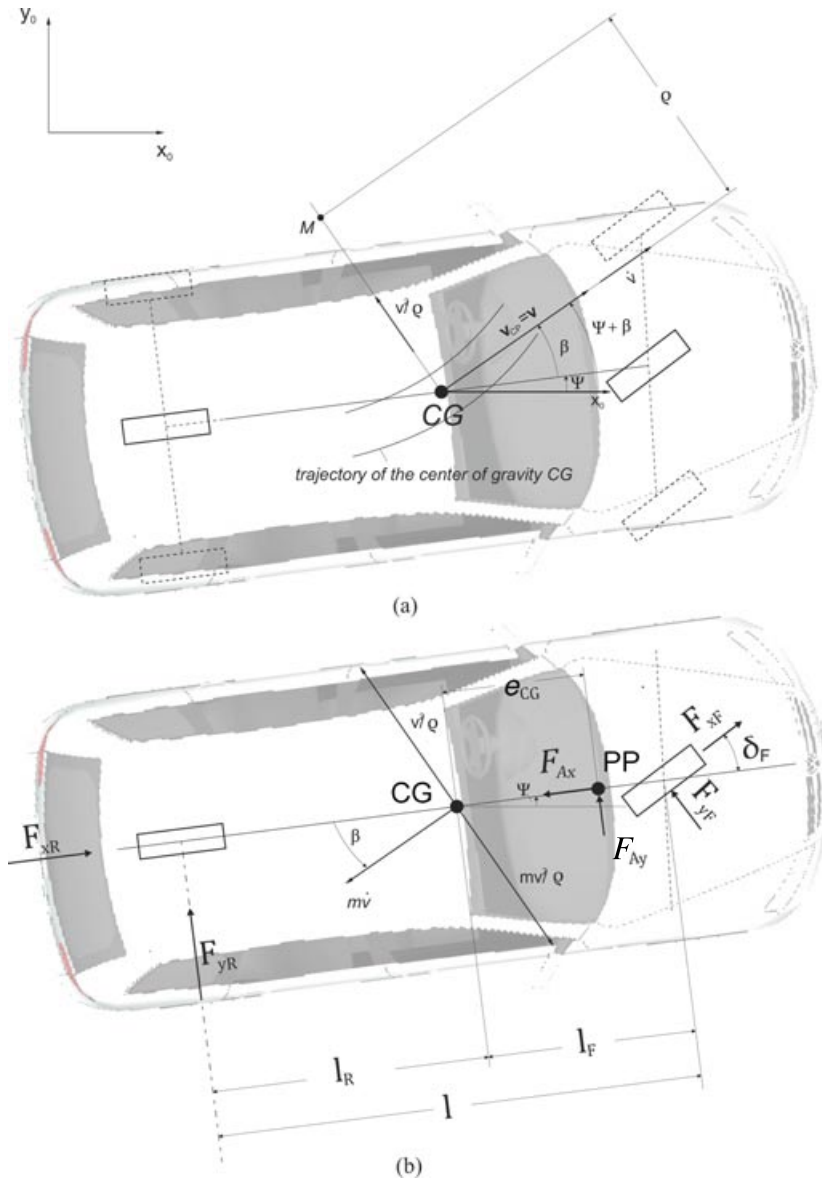 y₀
x₀
ϱ
M
v²/ϱ
v_CP=v
v
Ψ+β
β
Ψ
x₀
CG
trajectory of the center of gravity CG
(a)
e_CG
v²/ϱ
F_xF
δ_F
PP
F_Ax
CG
Ψ
F_yF
F_xR
β
F_Ay
mv̇
mv²/ϱ
F_yR
l_R
l_F
l
(b)